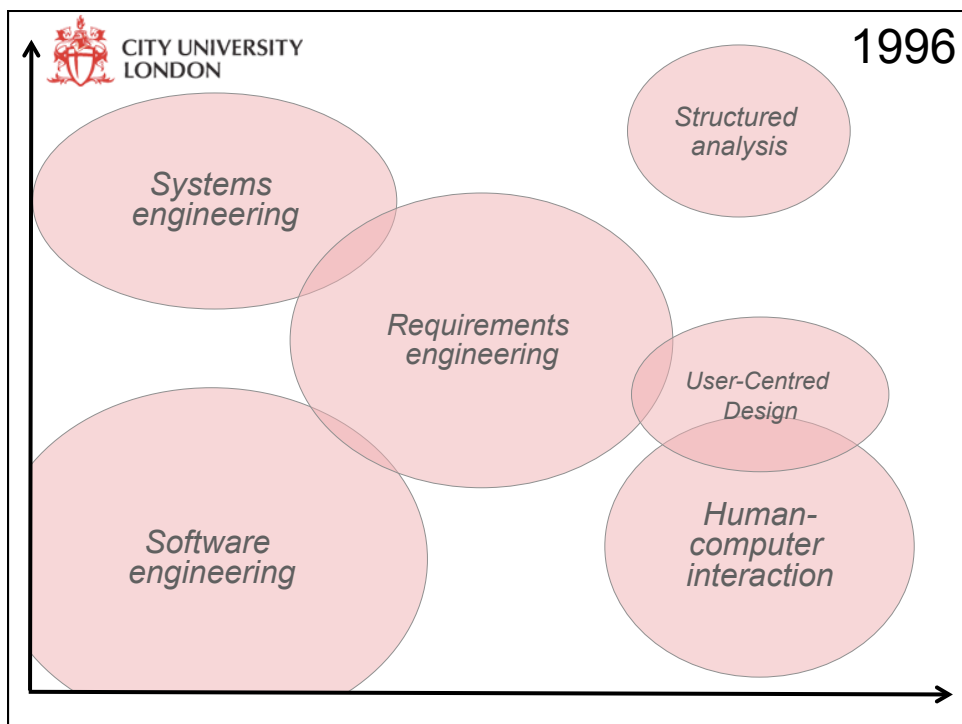 CITY UNIVERSITY
LONDON
1996
Structured
analysis
Systems
engineering
Requirements
engineering
User-Centred
Design
Software
engineering
Human-
computer
interaction